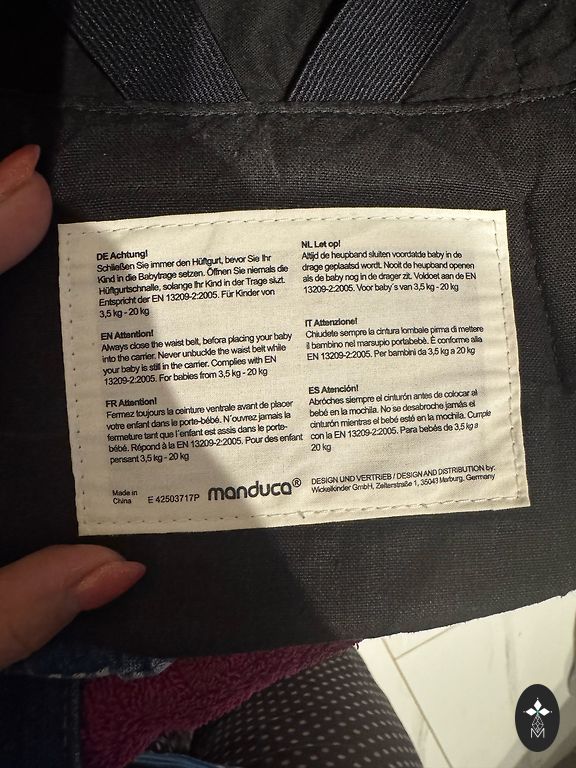 DE Achtung!
Schließen Sie immer den Hüftgurt, bevor Sie Ihr
Kind in die Babytrage setzen. Öffnen Sie niemals die
Hüftgurtschnalle, solange Ihr Kind in der Trage sitzt.
Entspricht der EN 13209-2:2005. Für Kinder von
3,5 kg - 20 kg
EN Attention!
Always close the waist belt, before placing your baby
into the carrier. Never unbuckle the waist belt while
your baby is still in the carrier. Complies with EN
13209-2:2005. For babies from 3,5 kg - 20 kg
FR Attention!
Fermez toujours la ceinture ventrale avant de placer
votre enfant dans le porte-bébé. N´ouvrez jamais la
fermeture tant que l´enfant est assis dans le porte-
bébé. Répond à la EN 13209-2:2005. Pour des enfant
pensant 3,5 kg - 20 kg
NL Let op!
Altijd de heupband sluiten voordatde baby in de
drage geplaatsd wordt. Nooit de heupband openen
als de baby nog in de drager zit. Voldoet aan de EN
13209-2:2005. Voor baby´s van 3,5 kg - 20 kg
IT Attenzione!
Chiudete sempre la cintura lombale pirma di mettere
il bambino nel marsupio portabebè. È conforme alla
EN 13209-2:2005. Per bambini da 3,5 kg a 20 kg
ES Atención!
Abróches siempre el cinturón antes de colocar al
bebé en la mochila. No se desabroche jamás el
cinturón mientras el bebé esté en la mochila. Cumple
con la EN 13209-2:2005. Para bebés de 3,5 kg a
20 kg
Made in
China
E 42503717P
manduca®
DESIGN UND VERTRIEB / DESIGN AND DISTRIBUTION by:
Wickelkinder GmbH, Zeiterstraße 1, 35043 Marburg, Germany
M